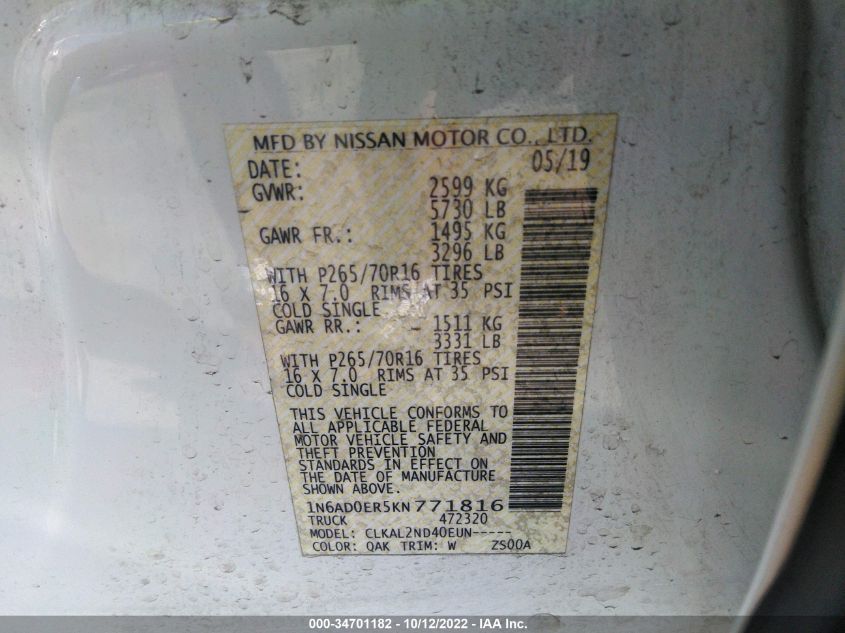 MFD BY NISSAN MOTOR CO., LTD.
DATE: 05/19
GVWR: 2599 KG
5730 LB
GAWR FR.: 1495 KG
3296 LB
WITH P265/70R16 TIRES
16 X 7.0 RIMS AT 35 PSI
COLD SINGLE
GAWR RR.: 1511 KG
3331 LB
WITH P265/70R16 TIRES
16 X 7.0 RIMS AT 35 PSI
COLD SINGLE
THIS VEHICLE CONFORMS TO
ALL APPLICABLE FEDERAL
MOTOR VEHICLE SAFETY AND
THEFT PREVENTION
STANDARDS IN EFFECT ON
THE DATE OF MANUFACTURE
SHOWN ABOVE.
1N6AD0ER5KN771816
TRUCK 472320
MODEL: CLKAL2ND40EUN-----
COLOR: QAK TRIM: W ZS00A
000-34701182 - 10/12/2022 - IAA Inc.